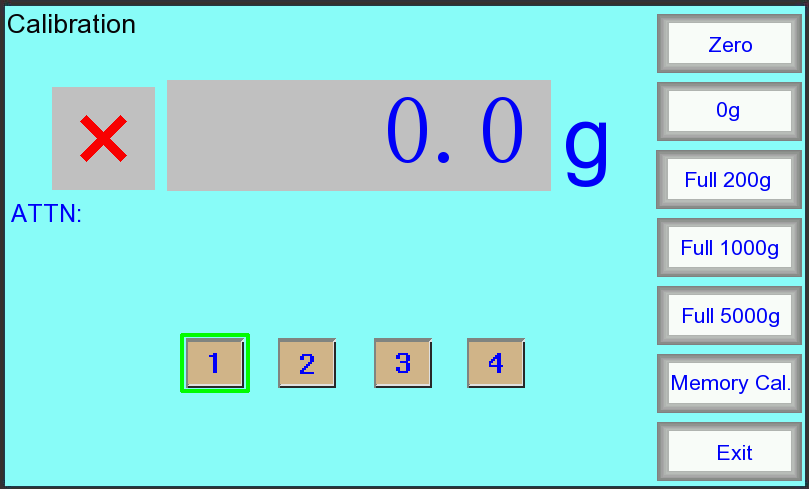 Calibration
0.0 g
ATTN:
1 2 3 4
Zero
0g
Full 200g
Full 1000g
Full 5000g
Memory Cal.
Exit